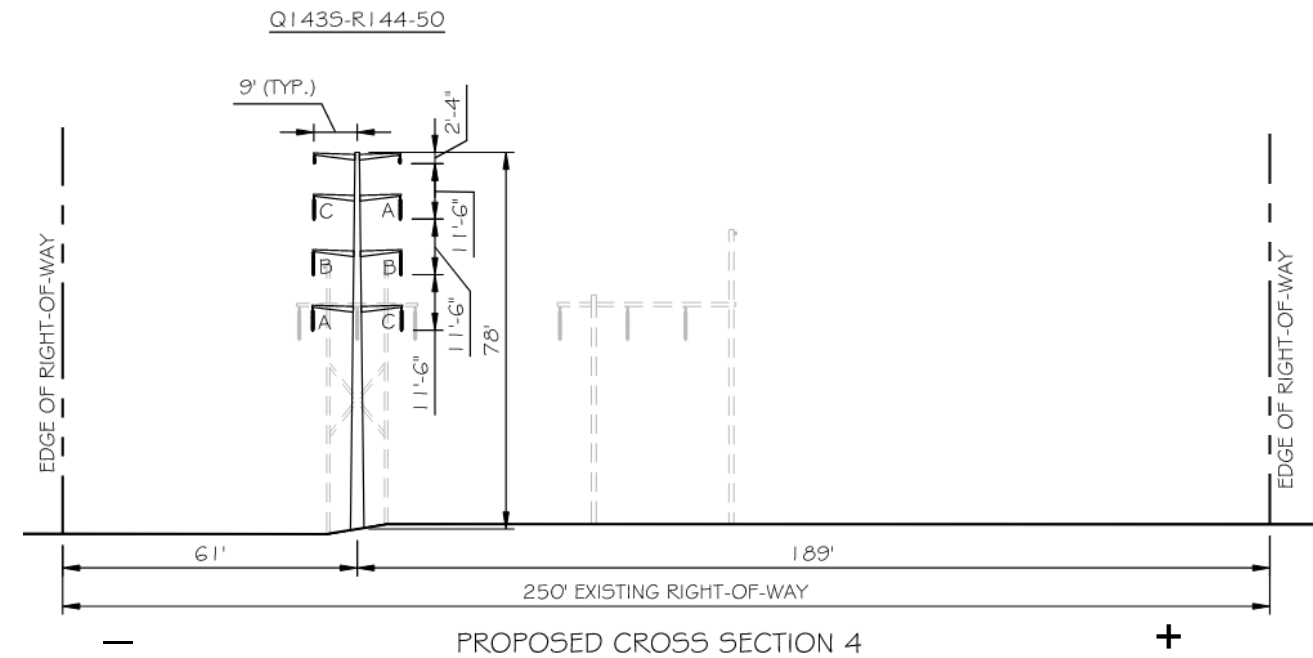 Q143S-R144-50
9' (TYP.)
2'-4"
C
A
11'-6"
B
B
11'-6"
A
C
11'-6"
78'
EDGE OF RIGHT-OF-WAY
EDGE OF RIGHT-OF-WAY
61'
189'
250' EXISTING RIGHT-OF-WAY
–
PROPOSED CROSS SECTION 4
+